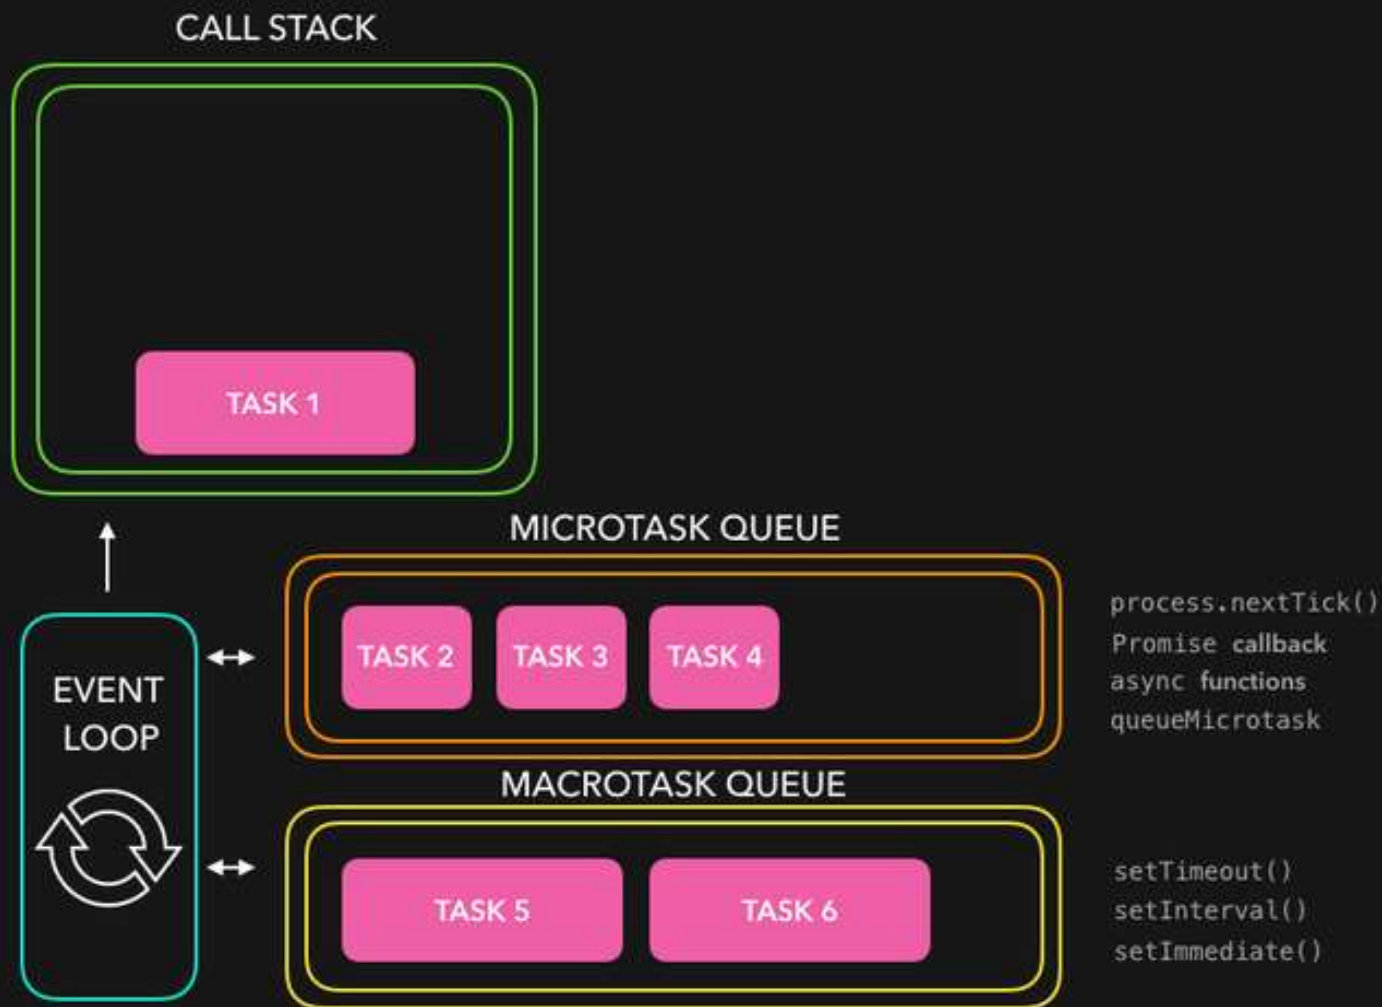 CALL STACK
TASK 1
MICROTASK QUEUE
EVENT
LOOP
TASK 2
TASK 3
TASK 4
process.nextTick()
Promise callback
async functions
queueMicrotask
MACROTASK QUEUE
TASK 5
TASK 6
setTimeout()
setInterval()
setImmediate()